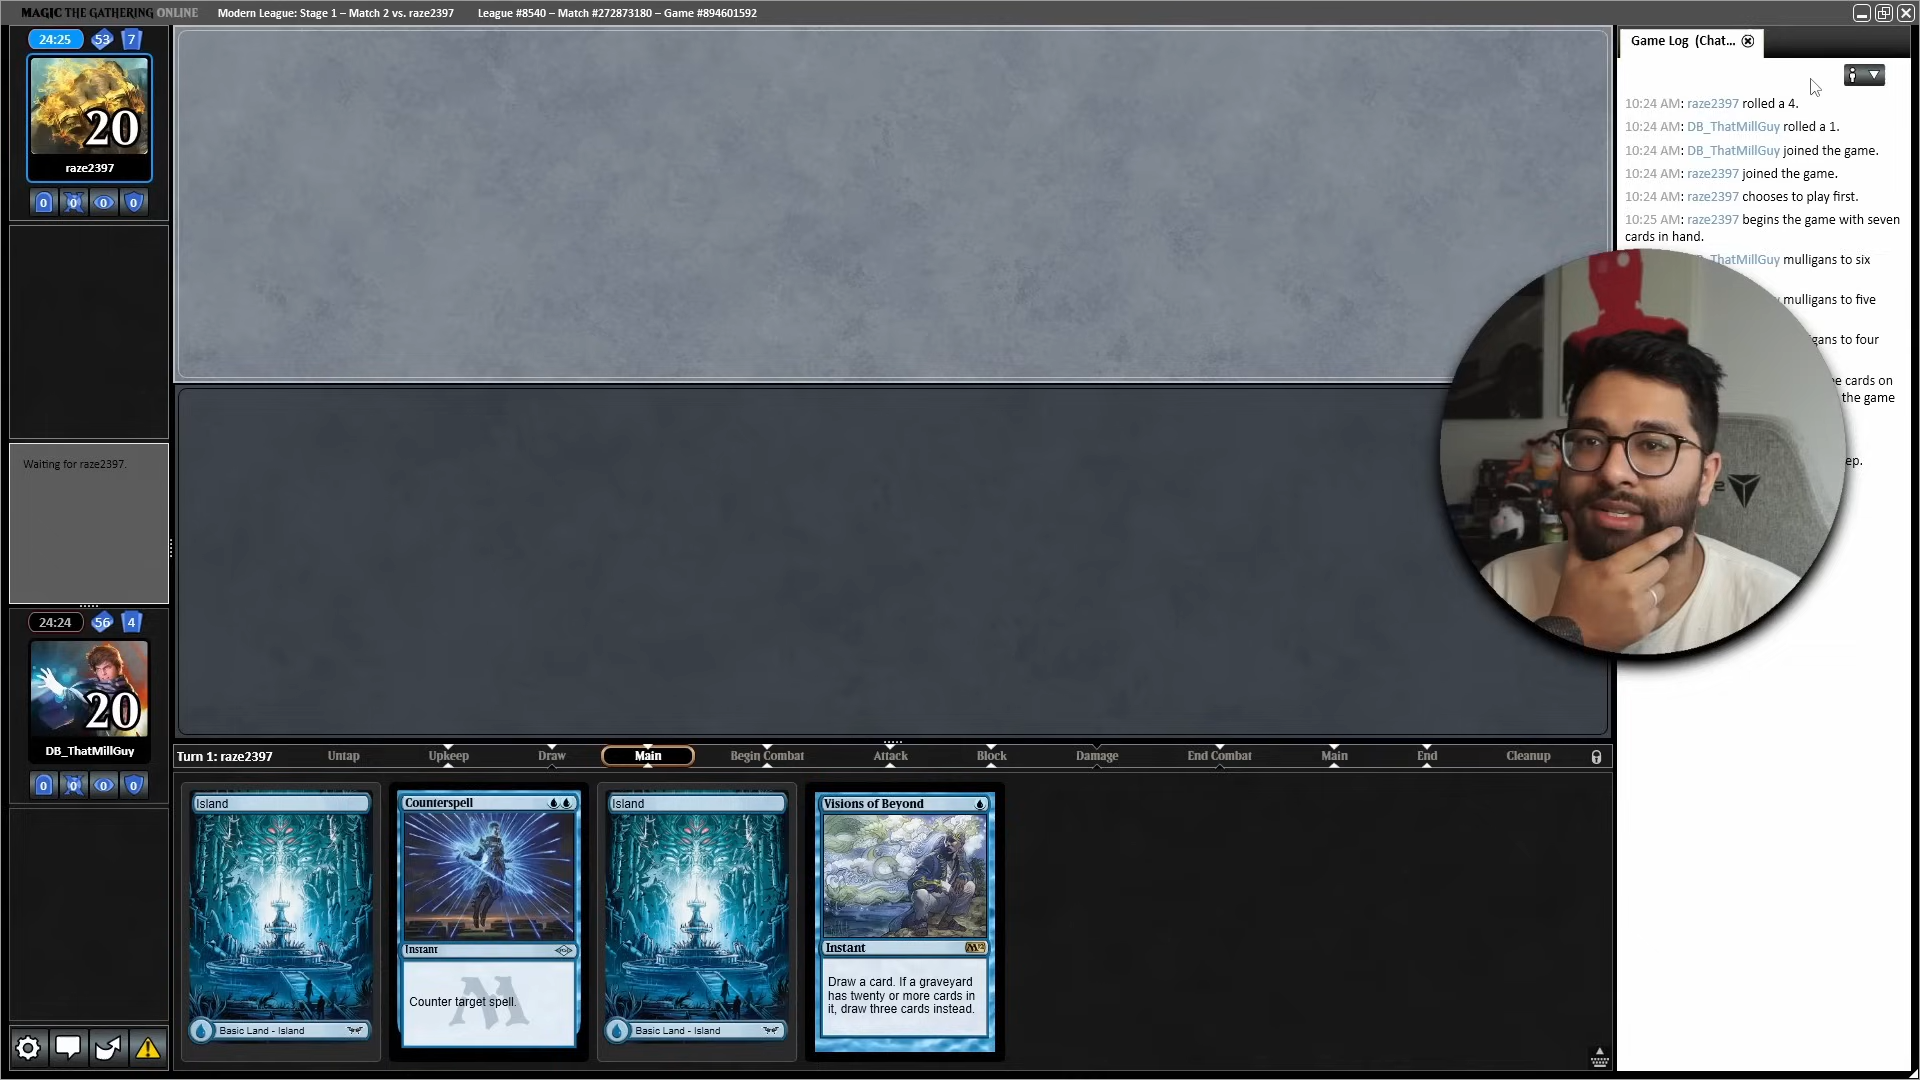 MAGIC THE GATHERING ONLINE
Modern League: Stage 1 – Match 2 vs. raze2397
League #8540 – Match #272873180 – Game #894601592
24:25
53
7
20
raze2397
0
0
0
0
Waiting for raze2397.
24:24
56
4
20
DB_ThatMillGuy
0
0
0
0
Game Log (Chat...
10:24 AM: raze2397 rolled a 4.
10:24 AM: DB_ThatMillGuy rolled a 1.
10:24 AM: DB_ThatMillGuy joined the game.
10:24 AM: raze2397 joined the game.
10:24 AM: raze2397 chooses to play first.
10:25 AM: raze2397 begins the game with seven
cards in hand.
ThatMillGuy mulligans to six
mulligans to five
to four
cards on
the game
Turn 1: raze2397
Untap
Upkeep
Draw
Main
Begin Combat
Attack
Block
Damage
End Combat
Main
End
Cleanup
Island
Basic Land - Island
Counterspell
Instant
Counter target spell.
Island
Basic Land - Island
Visions of Beyond
Instant
Draw a card. If a graveyard
has twenty or more cards in
it, draw three cards instead.